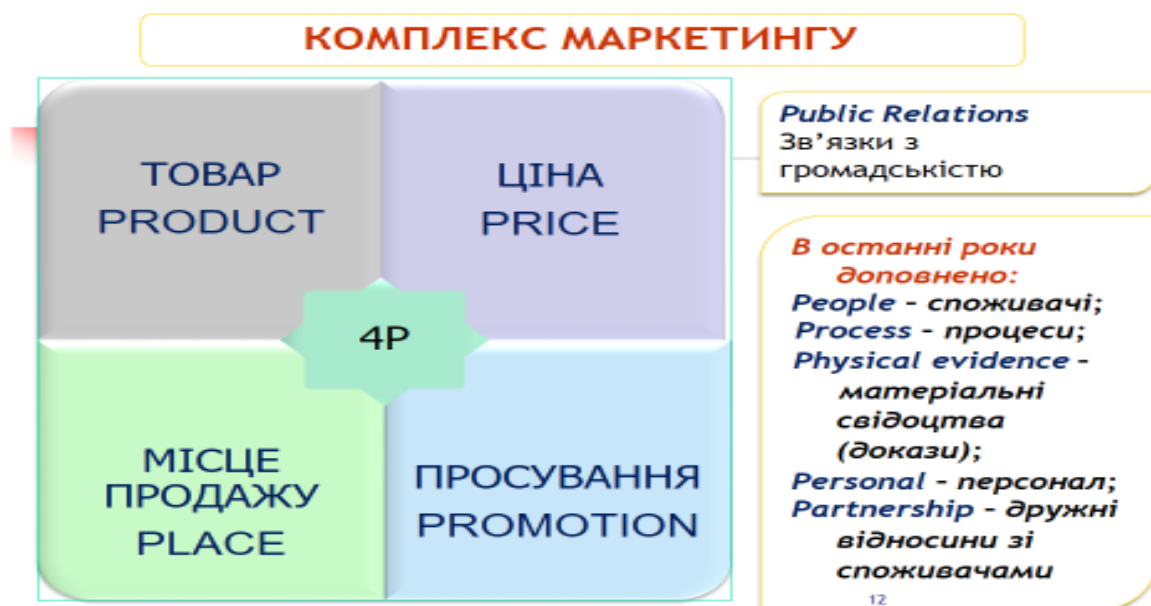 КОМПЛЕКС МАРКЕТИНГУ
ТОВАР
PRODUCT
ЦІНА
PRICE
4P
МІСЦЕ
ПРОДАЖУ
PLACE
ПРОСУВАННЯ
PROMOTION
Public Relations
Зв’язки з
громадськістю
В останні роки
доповнено:
People – споживачі;
Process – процеси;
Physical evidence –
матеріальні
свідоцтва
(докази);
Personal – персонал;
Partnership – дружні
відносини зі
споживачами
12